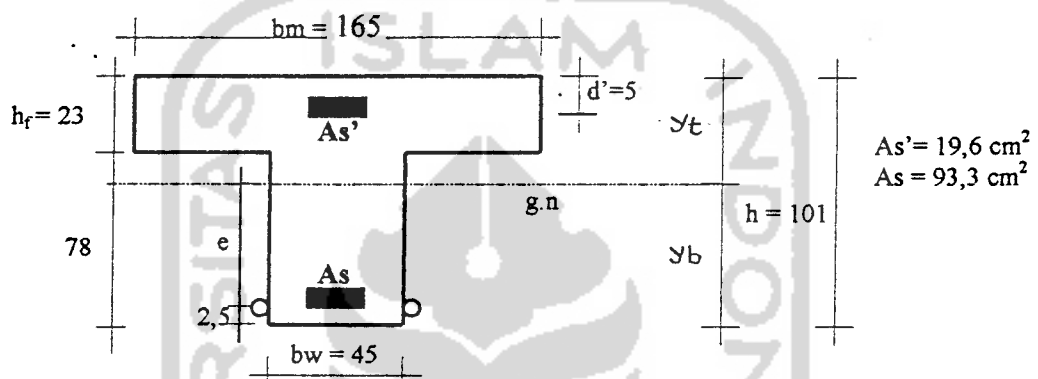 bm = 165
ISLAM
d'=5
hf = 23
As'
yt
As' = 19,6 cm²
As = 93,3 cm²
g.n
h = 101
78
e
yb
As
2,5
bw = 45